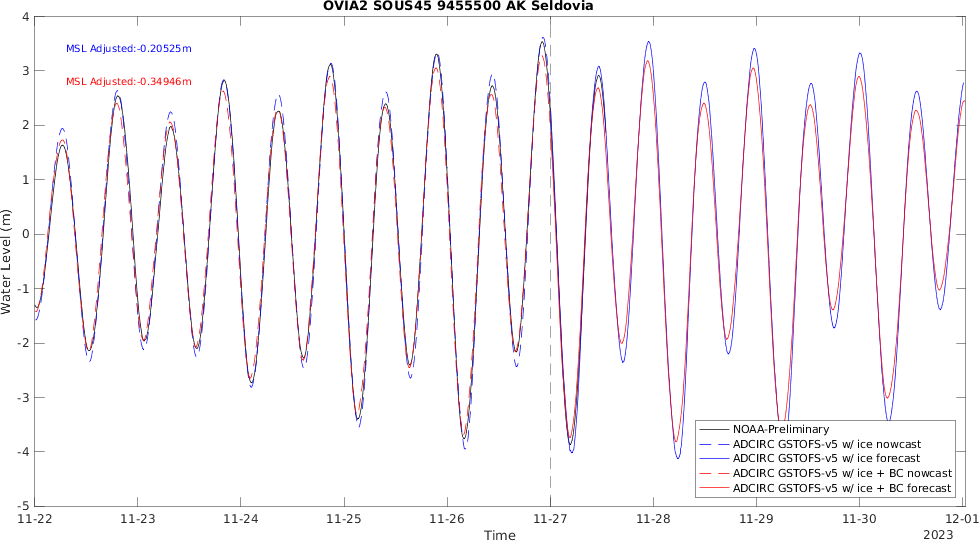 OVIA2 SOUS45 9455500 AK Seldovia
MSL Adjusted:-0.20525m
MSL Adjusted:-0.34946m
Water Level (m)
4
3
2
1
0
-1
-2
-3
-4
-5
NOAA-Preliminary
ADCIRC GSTOFS-v5 w/ ice nowcast
ADCIRC GSTOFS-v5 w/ ice forecast
ADCIRC GSTOFS-v5 w/ ice + BC nowcast
ADCIRC GSTOFS-v5 w/ ice + BC forecast
11-22 11-23 11-24 11-25 11-26 11-27 11-28 11-29 11-30 12-01
Time
2023